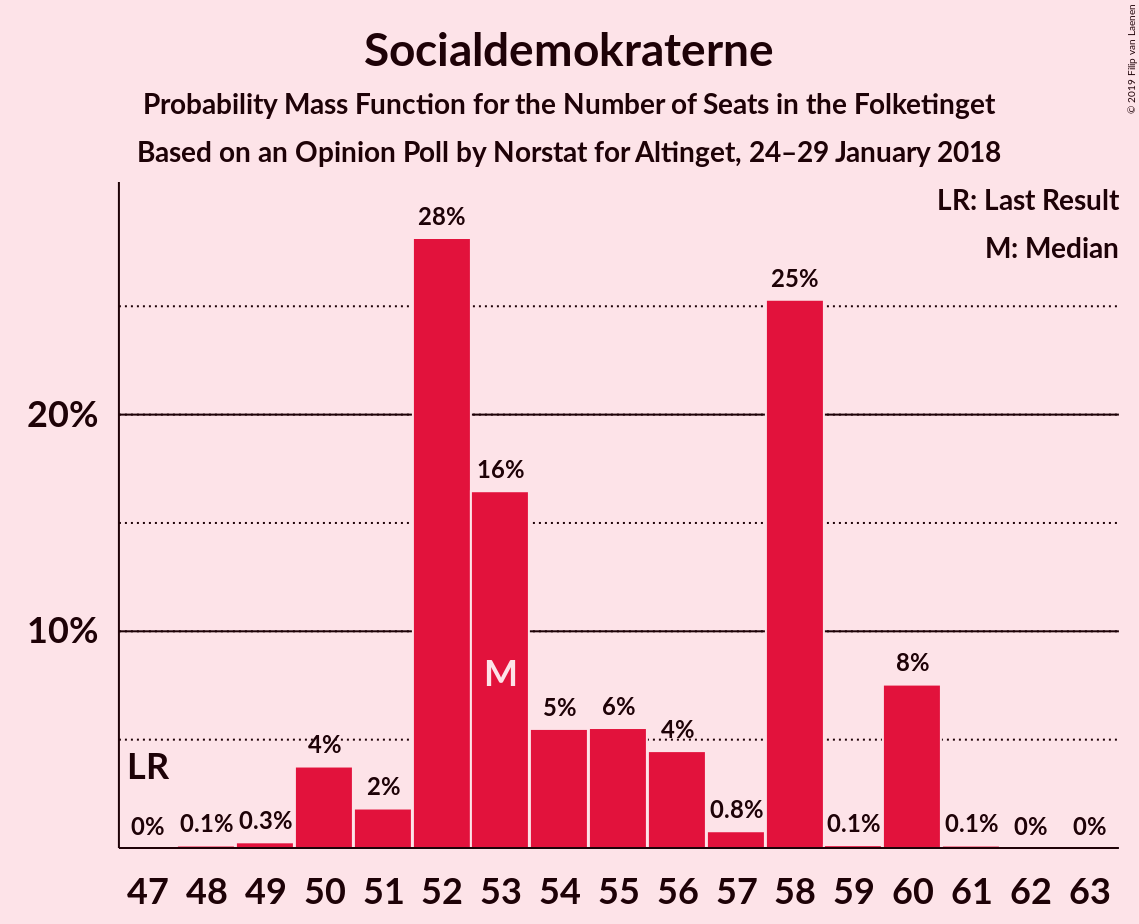 Socialdemokraterne
Probability Mass Function for the Number of Seats in the Folketinget
Based on an Opinion Poll by Norstat for Altinget, 24–29 January 2018
© 2019 Filip van Laenen
LR: Last Result
M: Median
20%
10%
LR
M
0%
0.1%
0.3%
4%
2%
28%
16%
5%
6%
4%
0.8%
25%
0.1%
8%
0.1%
0%
0%
47 48 49 50 51 52 53 54 55 56 57 58 59 60 61 62 63